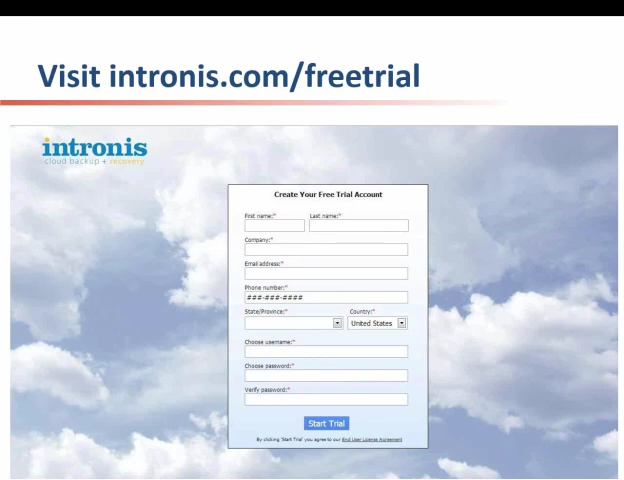 Visit intronis.com/freetrial
intronis
cloud backup + recovery
Create Your Free Trial Account
First name:* Last name:*
Company:*
Email address:*
Phone number:*
###-###-####
State/Province:* Country:*
United States
Choose username:*
Choose password:*
Verify password:*
Start Trial
By clicking 'Start Trial' you agree to our End User License Agreement